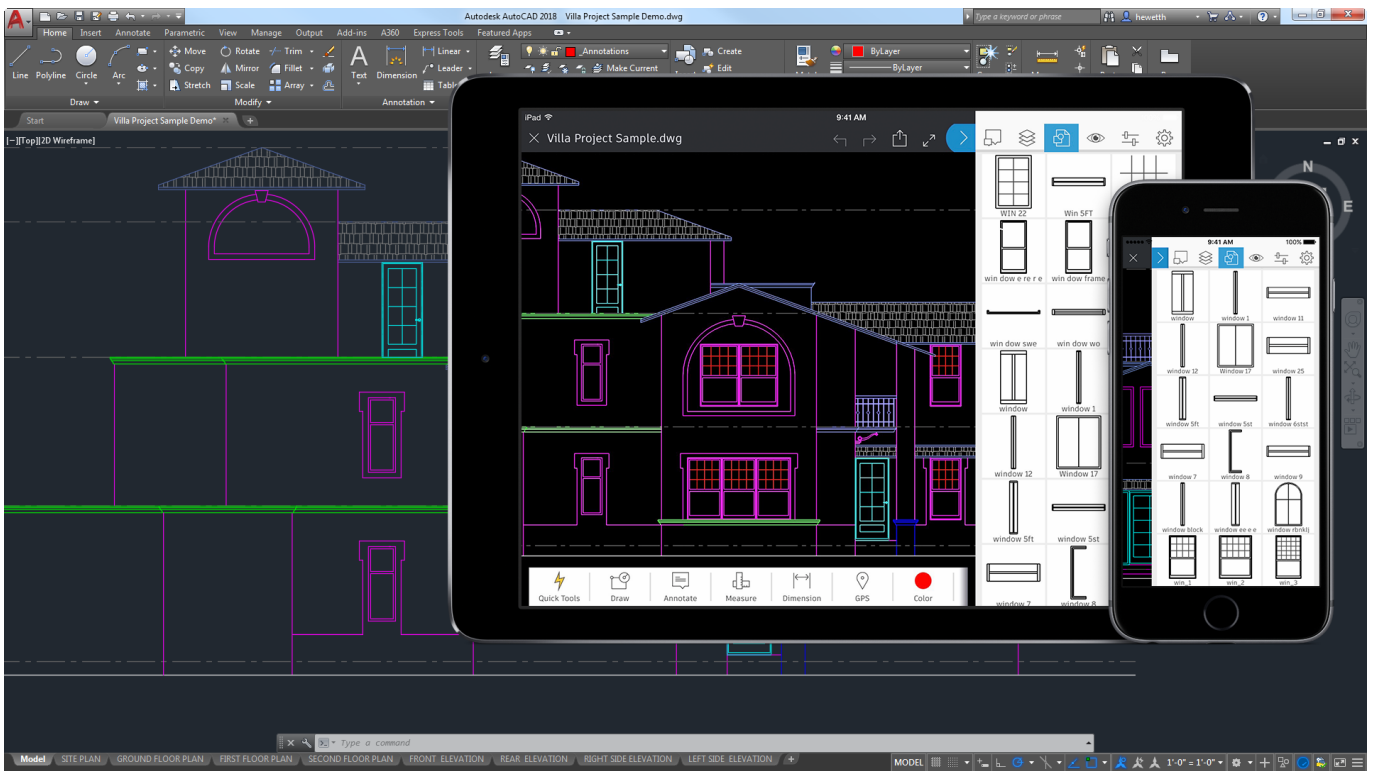 Autodesk AutoCAD 2018 Villa Project Sample Demo.dwg
Type a keyword or phrase
hewetth
Home Insert Annotate Parametric View Manage Output Add-ins A360 Express Tools Featured Apps
Line Polyline Circle Arc
Move Rotate Trim
Copy Mirror Fillet
Stretch Scale Array
Text Dimension
Linear
Leader
Table
_Annotations
Make Current
Create
Edit
ByLayer
ByLayer
Draw Modify Annotation
Start Villa Project Sample Demo*
[−][Top][2D Wireframe]
N
E
iPad 9:41 AM
Villa Project Sample.dwg
WIN 22 Win 5FT
win dow e re r e win dow frame
win dow swe win dow wo
window window 1
window 12 Window 17
window 5ft window 5st
window 7 window 8
Quick Tools Draw Annotate Measure Dimension GPS Color
9:41 AM 100%
window window 1 window 11
window 12 Window 17 window 25
window 5ft window 5st window 6stst
window 7 window 8 window 9
window block window ee e e window rbnklj
win_1 win_2 win_3
Type a command
Model SITE PLAN GROUND FLOOR PLAN FIRST FLOOR PLAN SECOND FLOOR PLAN FRONT ELEVATION REAR ELEVATION RIGHT SIDE ELEVATION LEFT SIDE ELEVATION +
MODEL 1'-0" = 1'-0"